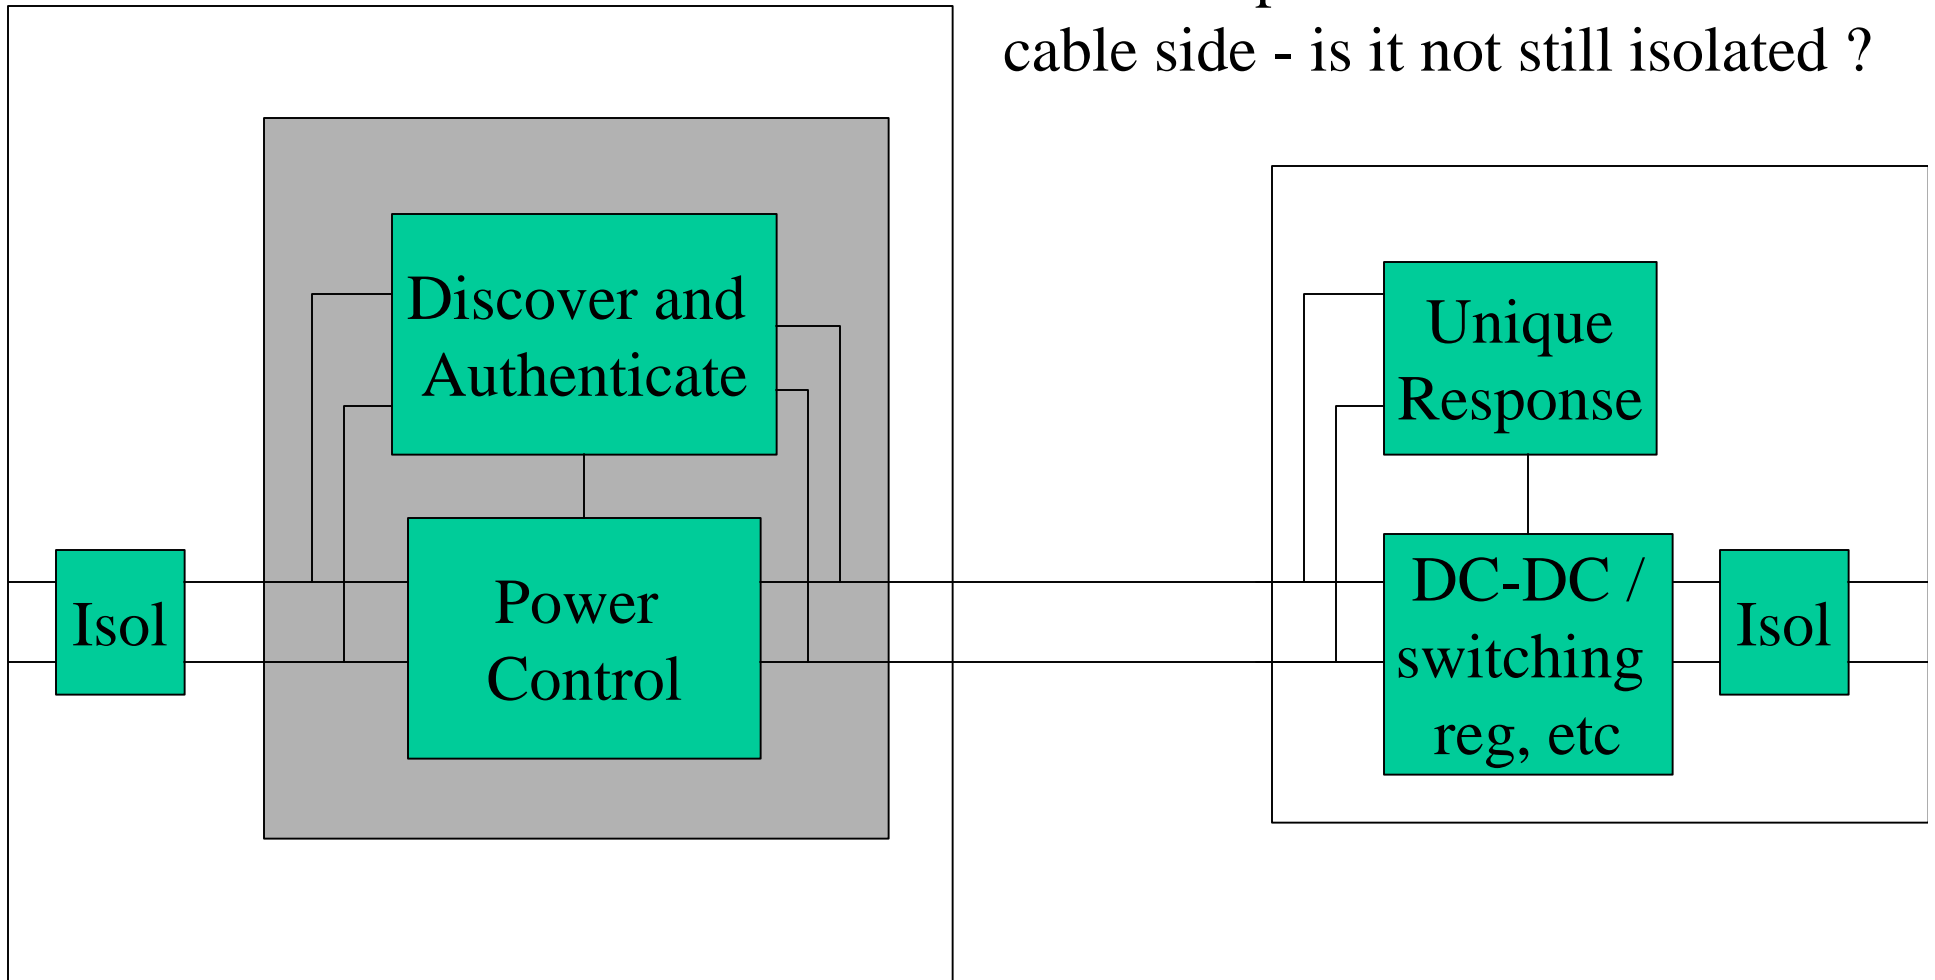 cable side - is it not still isolated ?
Discover and
Authenticate
Power
Control
Isol
Unique
Response
DC-DC /
switching
reg, etc
Isol